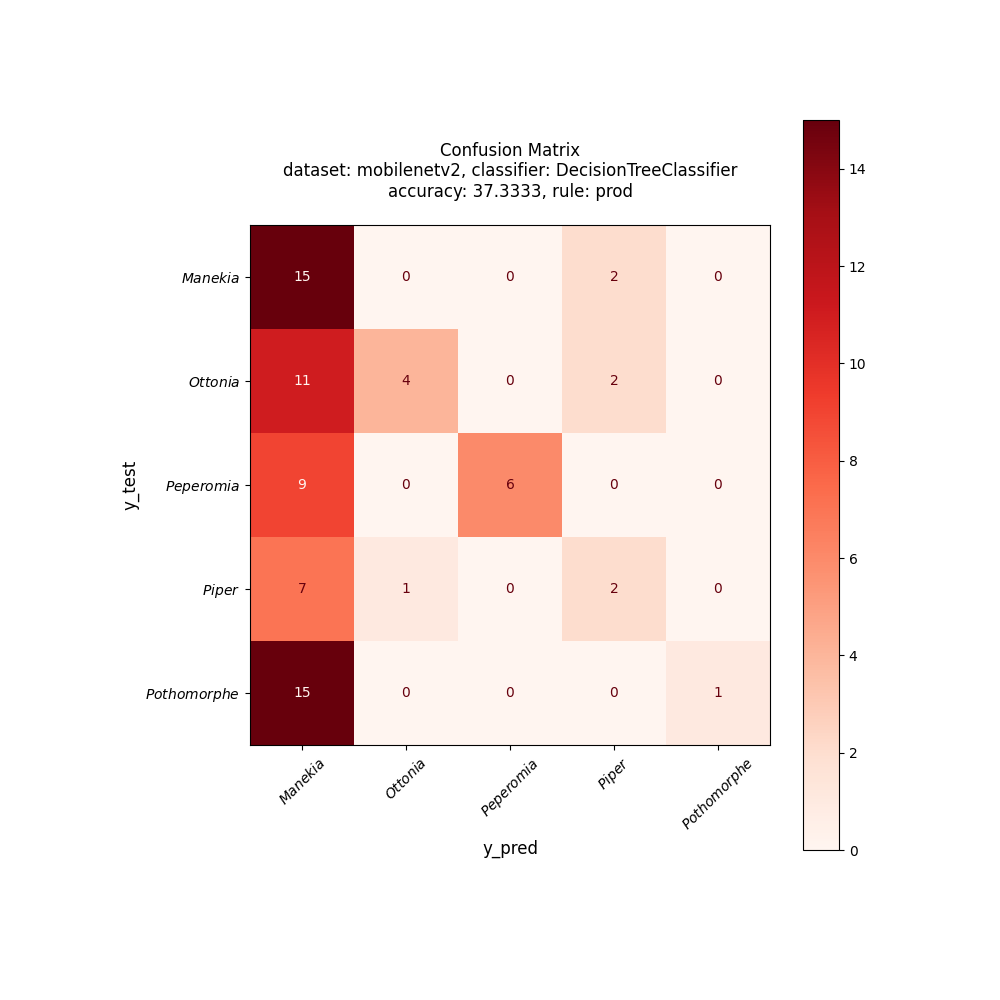 Confusion Matrix
dataset: mobilenetv2, classifier: DecisionTreeClassifier
accuracy: 37.3333, rule: prod
y_test
Manekia 15 0 0 2 0
Ottonia 11 4 0 2 0
Peperomia 9 0 6 0 0
Piper 7 1 0 2 0
Pothomorphe 15 0 0 0 1
Manekia Ottonia Peperomia Piper Pothomorphe
y_pred
14
12
10
8
6
4
2
0